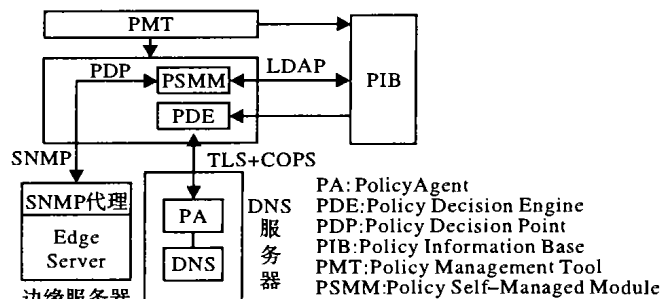 PMT
PDP
PSMM
LDAP
PIB
PDE
SNMP
TLS+COPS
SNMP代理
Edge
Server
边缘服务器
PA
DNS
DNS
服
务
器
PA:PolicyAgent
PDE:Policy Decision Engine
PDP:Policy Decision Point
PIB:Policy Information Base
PMT:Policy Management Tool
PSMM:Policy Self-Managed Module